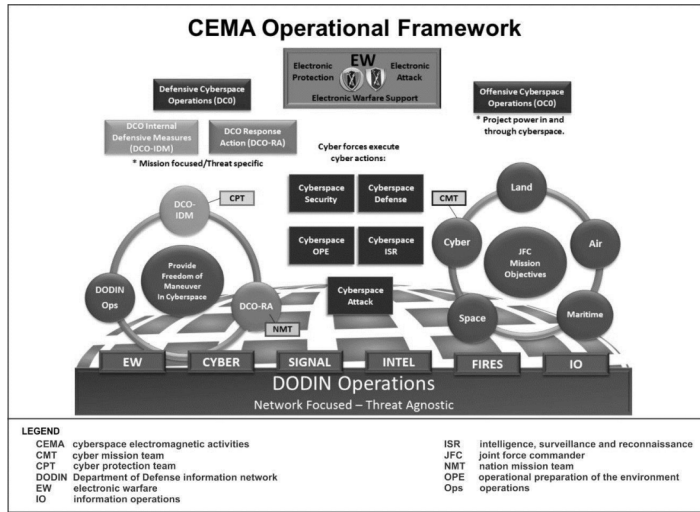 CEMA Operational Framework
EW
Electronic
Protection
Electronic
Attack
Electronic Warfare Support
Defensive Cyberspace
Operations (DC0)
Offensive Cyberspace
Operations (OC0)
* Project power in and
through cyberspace.
DCO Internal
Defensive Measures
(DCO-IDM)
DCO Response
Action (DCO-RA)
* Mission focused/Threat specific
Cyber forces execute
cyber actions:
Cyberspace
Security
Cyberspace
Defense
Cyberspace
OPE
Cyberspace
ISR
Cyberspace
Attack
DCO-
IDM
CPT
Provide
Freedom of
Maneuver
In Cyberspace
DODIN
Ops
DCO-RA
NMT
CMT
Land
Cyber
Air
JFC
Mission
Objectives
Space
Maritime
EW
CYBER
SIGNAL
INTEL
FIRES
IO
DODIN Operations
Network Focused – Threat Agnostic
LEGEND
CEMA cyberspace electromagnetic activities
CMT cyber mission team
CPT cyber protection team
DODIN Department of Defense information network
EW electronic warfare
IO information operations
ISR intelligence, surveillance and reconnaissance
JFC joint force commander
NMT nation mission team
OPE operational preparation of the environment
Ops operations